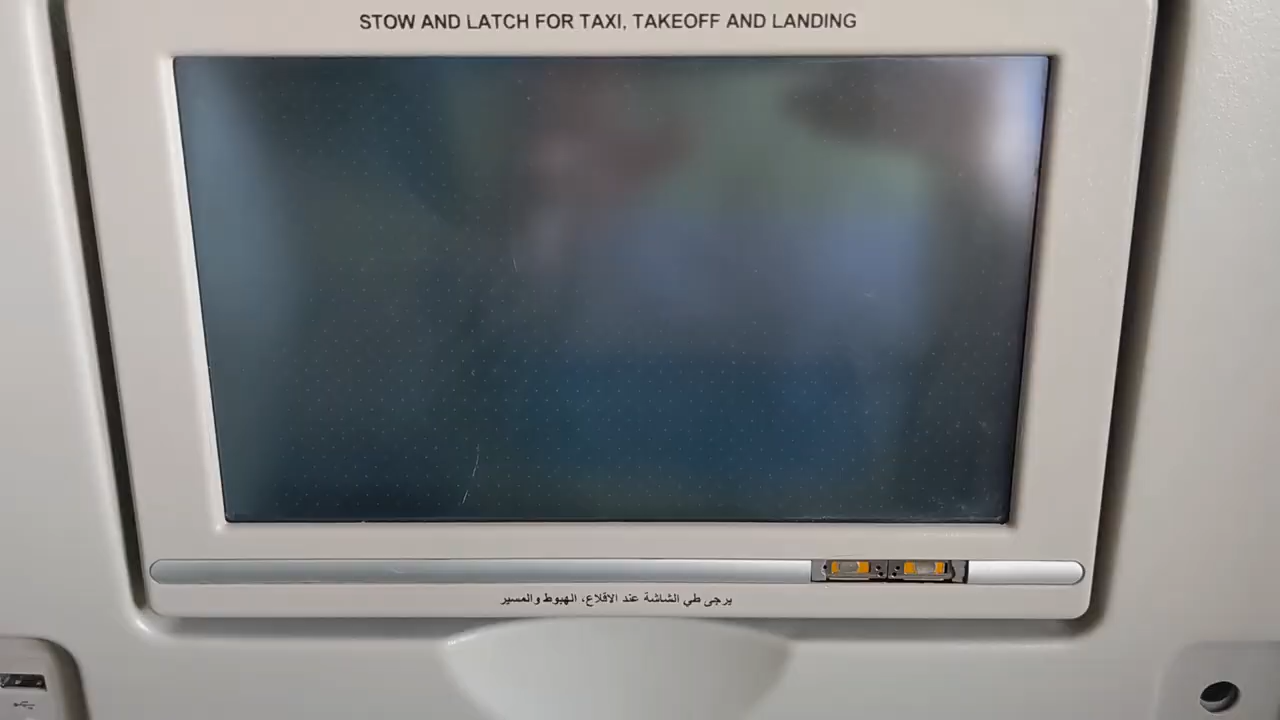 STOW AND LATCH FOR TAXI, TAKEOFF AND LANDING
يرجى طي الشاشة عند الاقلاع، الهبوط والمسير